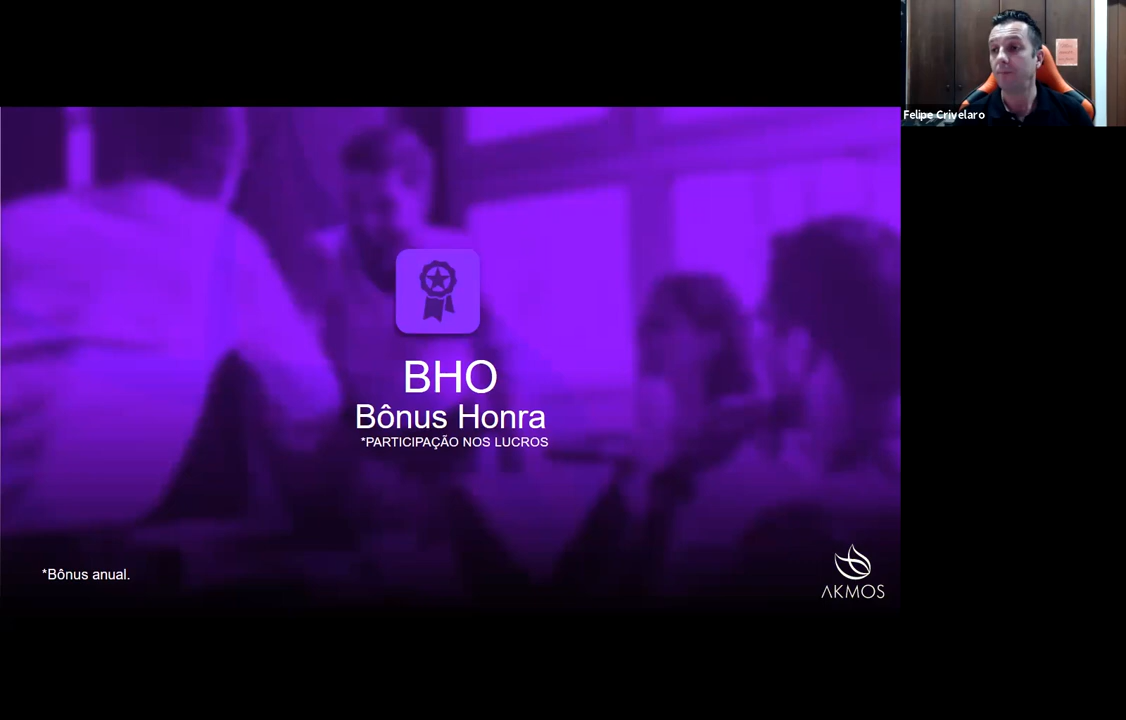 Felipe Crivelaro
BHO
Bônus Honra
*PARTICIPAÇÃO NOS LUCROS
*Bônus anual.
AKMOS